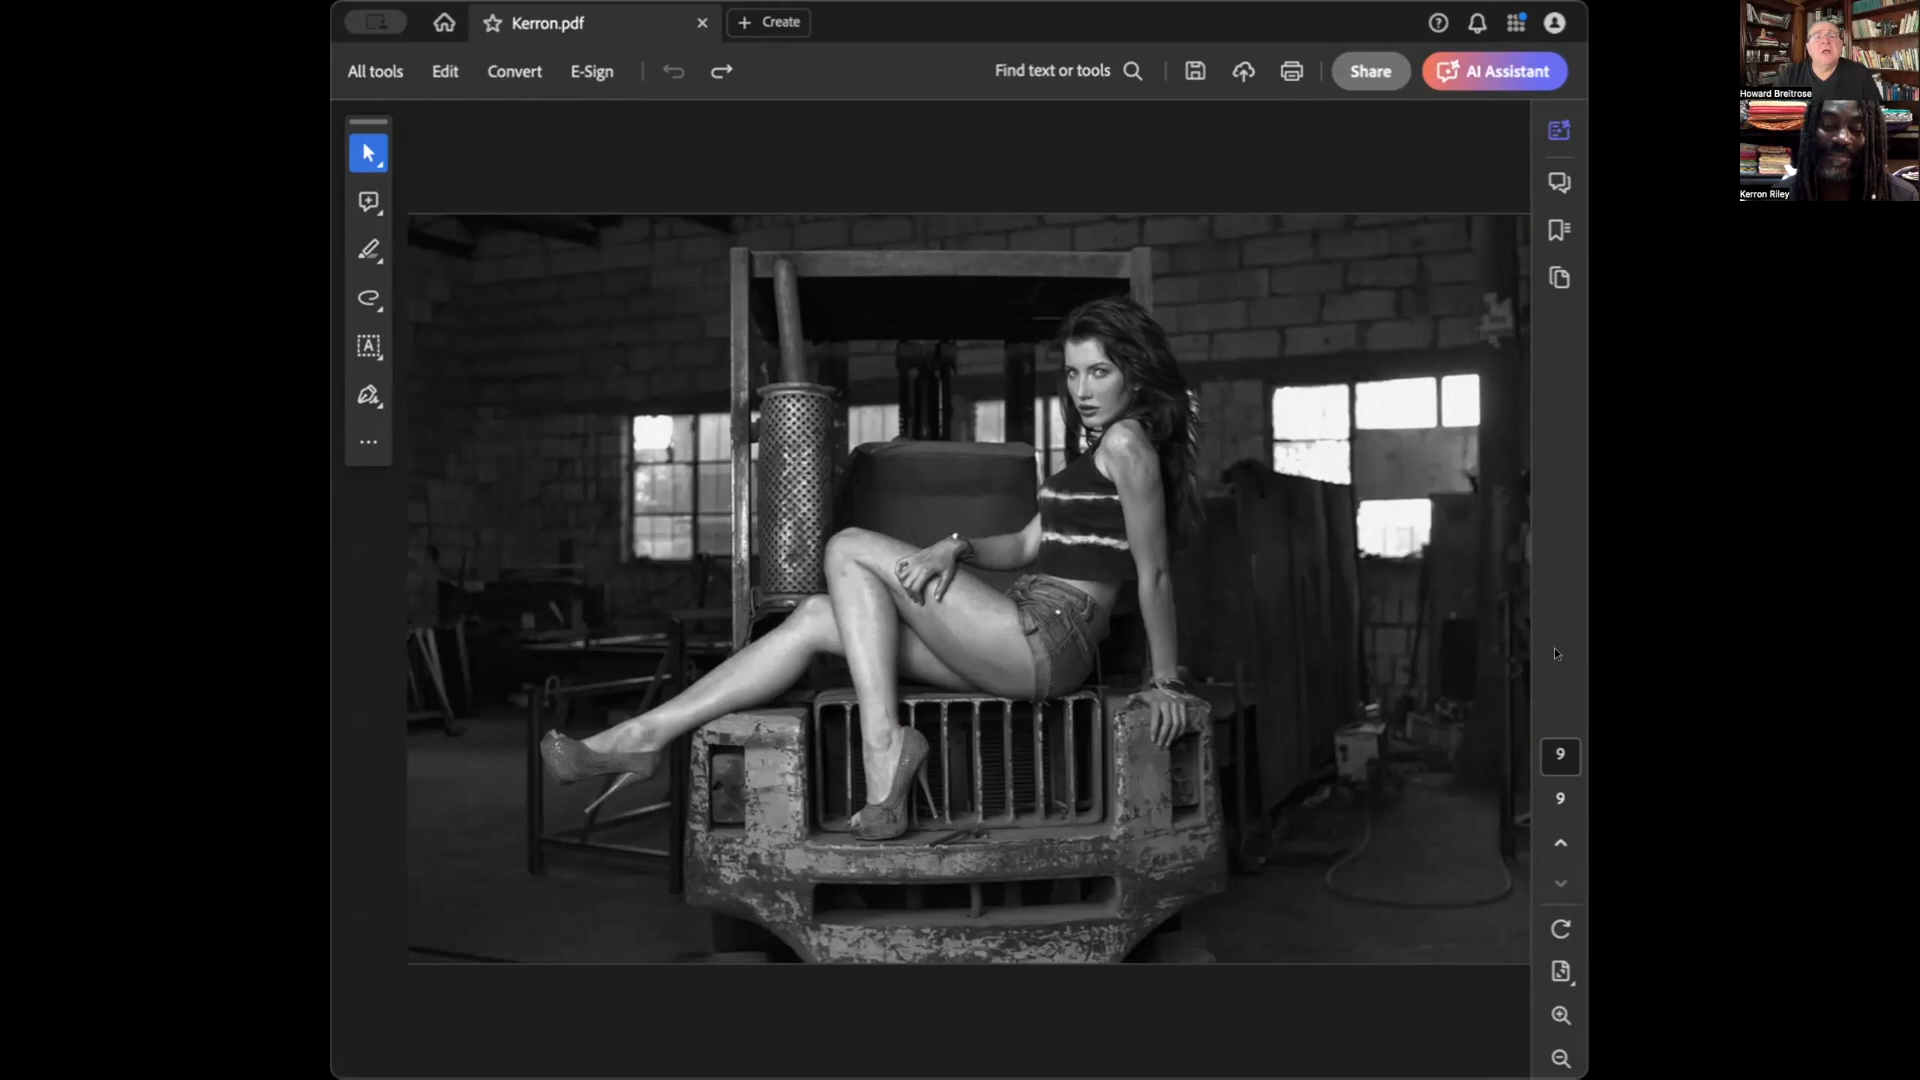 Kerron.pdf
Create
All tools
Edit
Convert
E-Sign
Find text or tools
Share
AI Assistant
A
9
9
Howard Breitrose
Kerron Riley